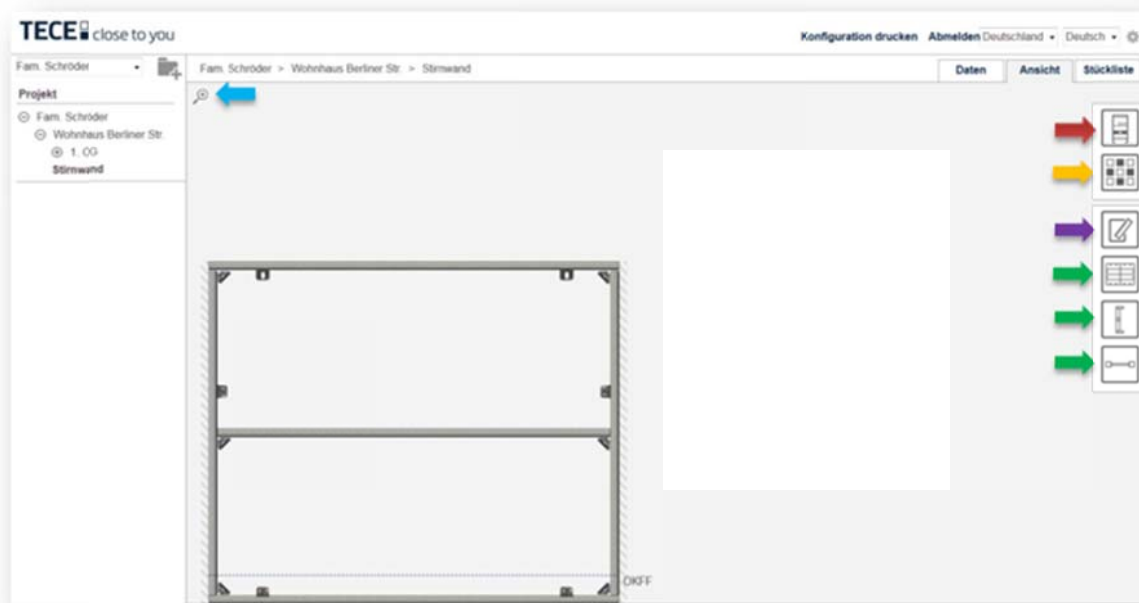 TECE close to you
Konfiguration drucken Abmelden Deutschland Deutsch
Fam. Schröder
Fam. Schröder > Wohnhaus Berliner Str. > Stirnwand
Daten Ansicht Stückliste
Projekt
Fam. Schröder
Wohnhaus Berliner Str.
1. OG
Stirnwand
OKFF